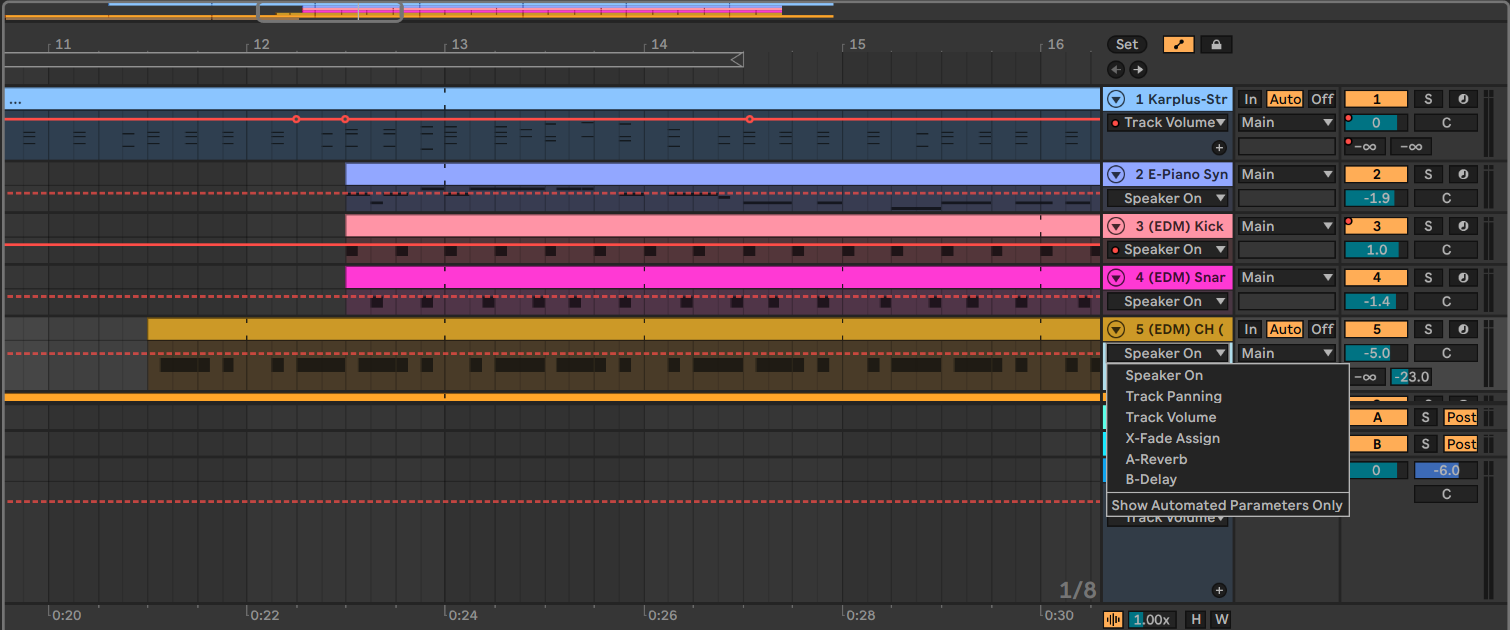 11 12 13 14 15 16 Set
...
1 Karplus-Str In Auto Off 1 S
Track Volume Main 0 C
-∞ -∞
2 E-Piano Syn Main 2 S
Speaker On -1.9 C
3 (EDM) Kick Main 3 S
Speaker On 1.0 C
4 (EDM) Snar Main 4 S
Speaker On -1.4 C
5 (EDM) CH ( In Auto Off 5 S
Speaker On Main -5.0 C
Speaker On -∞ -23.0
Track Panning
Track Volume A S Post
X-Fade Assign B S Post
A-Reverb 0 -6.0
B-Delay
C
Show Automated Parameters Only
Track Volume
1/8
0:20 0:22 0:24 0:26 0:28 0:30 1.00x H W